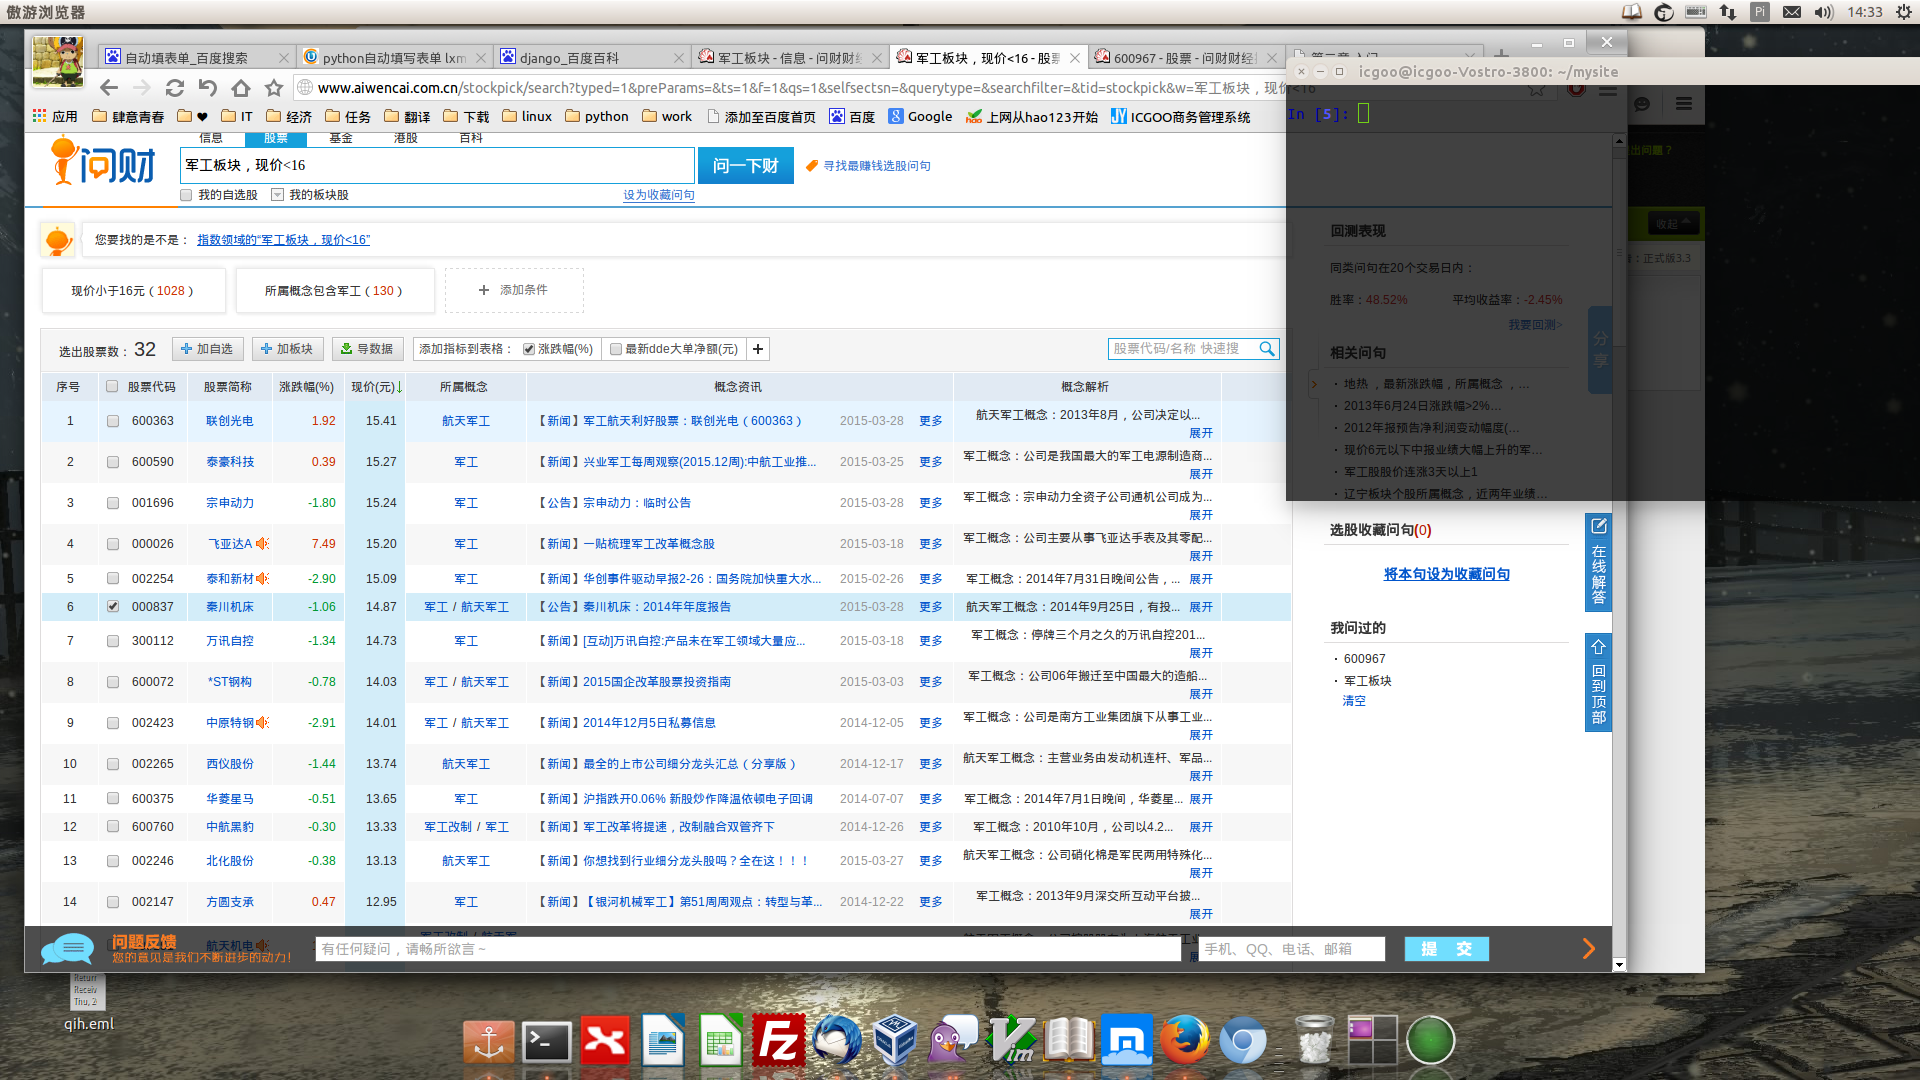 傲游浏览器
Pi
14:33
自动填表单_百度搜索
python自动填写表单 lxm
django_百度百科
军工板块 - 信息 - 问财财经
军工板块，现价<16 - 股票
600967 - 股票 - 问财财经
www.aiwencai.com.cn/stockpick/search?typed=1&preParams=&ts=1&f=1&qs=1&selfsectsn=&querytype=&searchfilter=&tid=stockpick&w=军工板块，现价<16
icgoo@icgoo-Vostro-3800: ~/mysite
In [5]:
应用
肆意青春
♥
IT
经济
任务
翻译
下载
linux
python
work
添加至百度首页
百度
Google
上网从hao123开始
ICGOO商务管理系统
信息
股票
基金
港股
百科
问财
军工板块，现价<16
问一下财
寻找最赚钱选股问句
我的自选股
我的板块股
设为收藏问句
您要找的是不是： 指数领域的“军工板块，现价<16”
现价小于16元（1028）
所属概念包含军工（130）
添加条件
选出股票数：32
加自选
加板块
导数据
添加指标到表格：
涨跌幅(%)
最新dde大单净额(元)
股票代码/名称 快速搜
序号 股票代码 股票简称 涨跌幅(%) 现价(元)↓ 所属概念 概念资讯 概念解析
1 600363 联创光电 1.92 15.41 航天军工 【新闻】军工航天利好股票：联创光电（600363） 2015-03-28 更多 航天军工概念：2013年8月，公司决定以... 展开
2 600590 泰豪科技 0.39 15.27 军工 【新闻】兴业军工每周观察(2015.12周):中航工业推... 2015-03-25 更多 军工概念：公司是我国最大的军工电源制造商... 展开
3 001696 宗申动力 -1.80 15.24 军工 【公告】宗申动力：临时公告 2015-03-28 更多 军工概念：宗申动力全资子公司通机公司成为... 展开
4 000026 飞亚达A 7.49 15.20 军工 【新闻】一贴梳理军工改革概念股 2015-03-18 更多 军工概念：公司主要从事飞亚达手表及其零配... 展开
5 002254 泰和新材 -2.90 15.09 军工 【新闻】华创事件驱动早报2-26：国务院加快重大水... 2015-02-26 更多 军工概念：2014年7月31日晚间公告，... 展开
6 000837 秦川机床 -1.06 14.87 军工 / 航天军工 【公告】秦川机床：2014年年度报告 2015-03-28 更多 航天军工概念：2014年9月25日，有投... 展开
7 300112 万讯自控 -1.34 14.73 军工 【新闻】[互动]万讯自控:产品未在军工领域大量应... 2015-03-18 更多 军工概念：停牌三个月之久的万讯自控201... 展开
8 600072 *ST钢构 -0.78 14.03 军工 / 航天军工 【新闻】2015国企改革股票投资指南 2015-03-03 更多 军工概念：公司06年搬迁至中国最大的造船... 展开
9 002423 中原特钢 -2.91 14.01 军工 / 航天军工 【新闻】2014年12月5日私募信息 2014-12-05 更多 军工概念：公司是南方工业集团旗下从事工业... 展开
10 002265 西仪股份 -1.44 13.74 航天军工 【新闻】最全的上市公司细分龙头汇总（分享版） 2014-12-17 更多 航天军工概念：主营业务由发动机连杆、军品... 展开
11 600375 华菱星马 -0.51 13.65 军工 【新闻】沪指跌开0.06% 新股炒作降温依顿电子回调 2014-07-07 更多 军工概念：2014年7月1日晚间，华菱星... 展开
12 600760 中航黑豹 -0.30 13.33 军工改制 / 军工 【新闻】军工改革将提速，改制融合双管齐下 2014-12-26 更多 军工概念：2010年10月，公司以4.2... 展开
13 002246 北化股份 -0.38 13.13 航天军工 【新闻】你想找到行业细分龙头股吗？全在这！！！ 2015-03-27 更多 航天军工概念：公司硝化棉是军民两用特殊化... 展开
14 002147 方圆支承 0.47 12.95 军工 【新闻】【银河机械军工】第51周周观点：转型与革... 2014-12-22 更多 军工概念：2013年9月深交所互动平台披... 展开
航天机电
回测表现
同类问句在20个交易日内：
胜率：48.52% 平均收益率：-2.45%
我要回测>
相关问句
· 地热 ，最新涨跌幅，所属概念 ，...
· 2013年6月24日涨跌幅>2%...
· 2012年报预告净利润变动幅度(...
· 现价6元以下中报业绩大幅上升的军...
· 军工股股价连涨3天以上1
· 辽宁板块个股所属概念，近两年业绩...
分享
选股收藏问句(0)
将本句设为收藏问句
我问过的
· 600967
· 军工板块
清空
在线解答
回到顶部
出问题？
收起
：正式版3.3
问题反馈
您的意见是我们不断进步的动力！
有任何疑问，请畅所欲言 ~
手机、QQ、电话、邮箱
提 交
Return
Receiv
Thu, 2
qih.eml
Vim